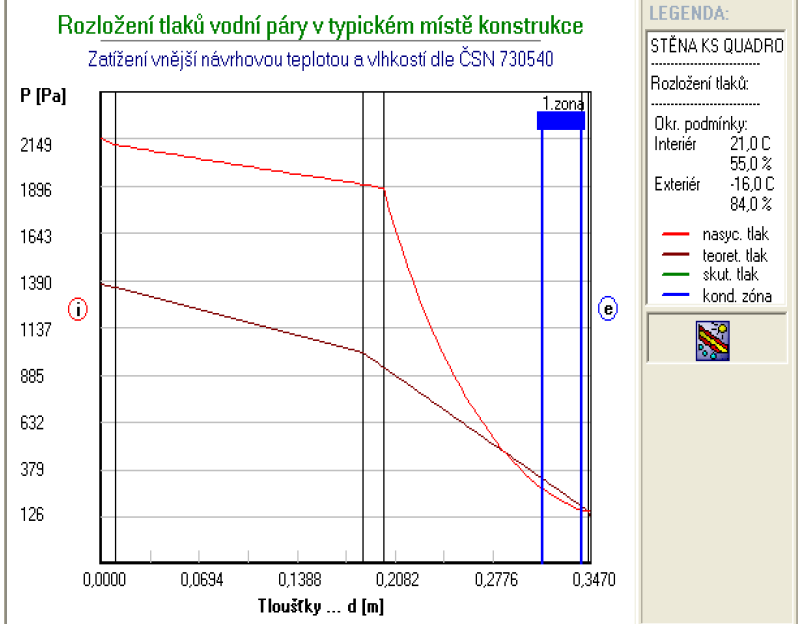 Rozložení tlaků vodní páry v typickém místě konstrukce
Zatížení vnější návrhovou teplotou a vlhkostí dle ČSN 730540
P [Pa]
2149
1896
1643
1390
1137
885
632
379
126
i
1.zona
e
0,0000 0,0694 0,1388 0,2082 0,2776 0,3470
Tloušťky ... d [m]
LEGENDA:
STĚNA KS QUADRO
Rozložení tlaků:
Okr. podmínky:
Interiér 21,0 C
55,0 %
Exteriér -16,0 C
84,0 %
nasyc. tlak
teoret. tlak
skut. tlak
kond. zóna